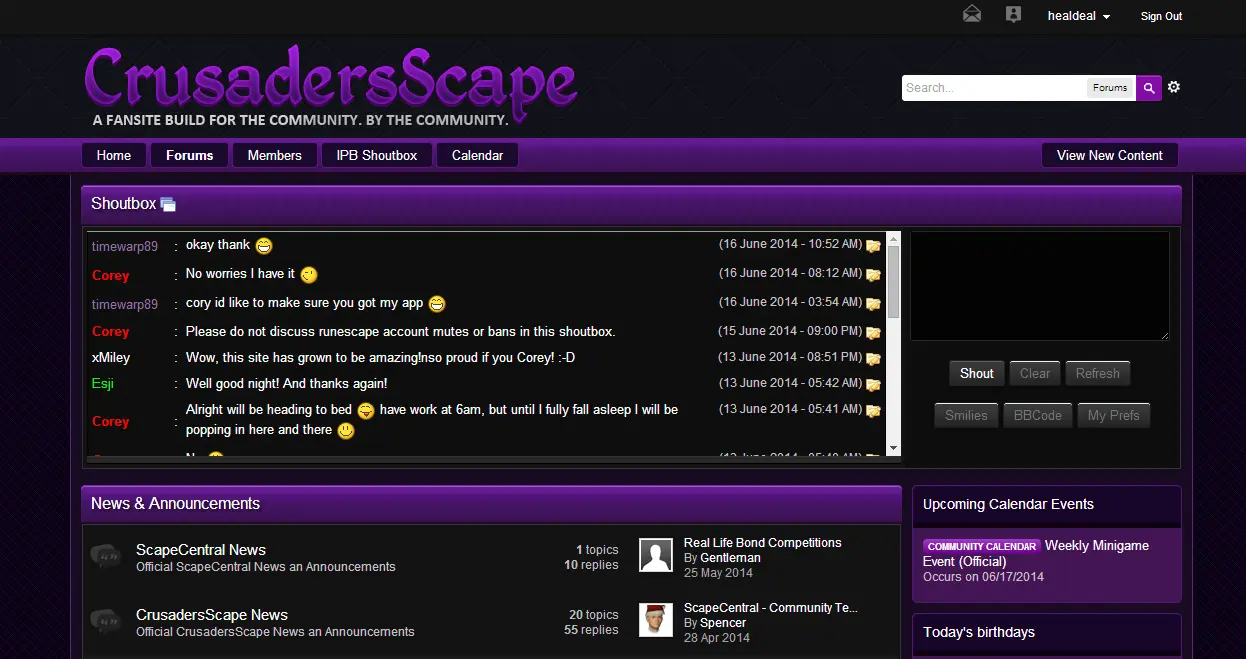 healdeal
Sign Out
CrusadersScape
A FANSITE BUILD FOR THE COMMUNITY. BY THE COMMUNITY.
Search...
Forums
Home
Forums
Members
IPB Shoutbox
Calendar
View New Content
Shoutbox
timewarp89 : okay thank (16 June 2014 - 10:52 AM)
Corey : No worries I have it (16 June 2014 - 08:12 AM)
timewarp89 : cory id like to make sure you got my app (16 June 2014 - 03:54 AM)
Corey : Please do not discuss runescape account mutes or bans in this shoutbox. (15 June 2014 - 09:00 PM)
xMiley : Wow, this site has grown to be amazing!nso proud if you Corey! :-D (13 June 2014 - 08:51 PM)
Esji : Well good night! And thanks again! (13 June 2014 - 05:42 AM)
Corey : Alright will be heading to bed have work at 6am, but until I fully fall asleep I will be (13 June 2014 - 05:41 AM)
popping in here and there
Shout
Clear
Refresh
Smilies
BBCode
My Prefs
News & Announcements
ScapeCentral News
Official ScapeCentral News an Announcements
1 topics
10 replies
Real Life Bond Competitions
By Gentleman
25 May 2014
CrusadersScape News
Official CrusadersScape News an Announcements
20 topics
55 replies
ScapeCentral - Community Te...
By Spencer
28 Apr 2014
Upcoming Calendar Events
COMMUNITY CALENDAR Weekly Minigame
Event (Official)
Occurs on 06/17/2014
Today's birthdays